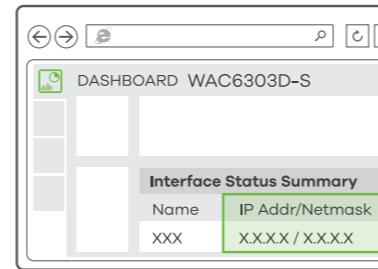 DASHBOARD WAC6303D-S
Interface Status Summary
Name IP Addr/Netmask
XXX X.X.X.X / X.X.X.X